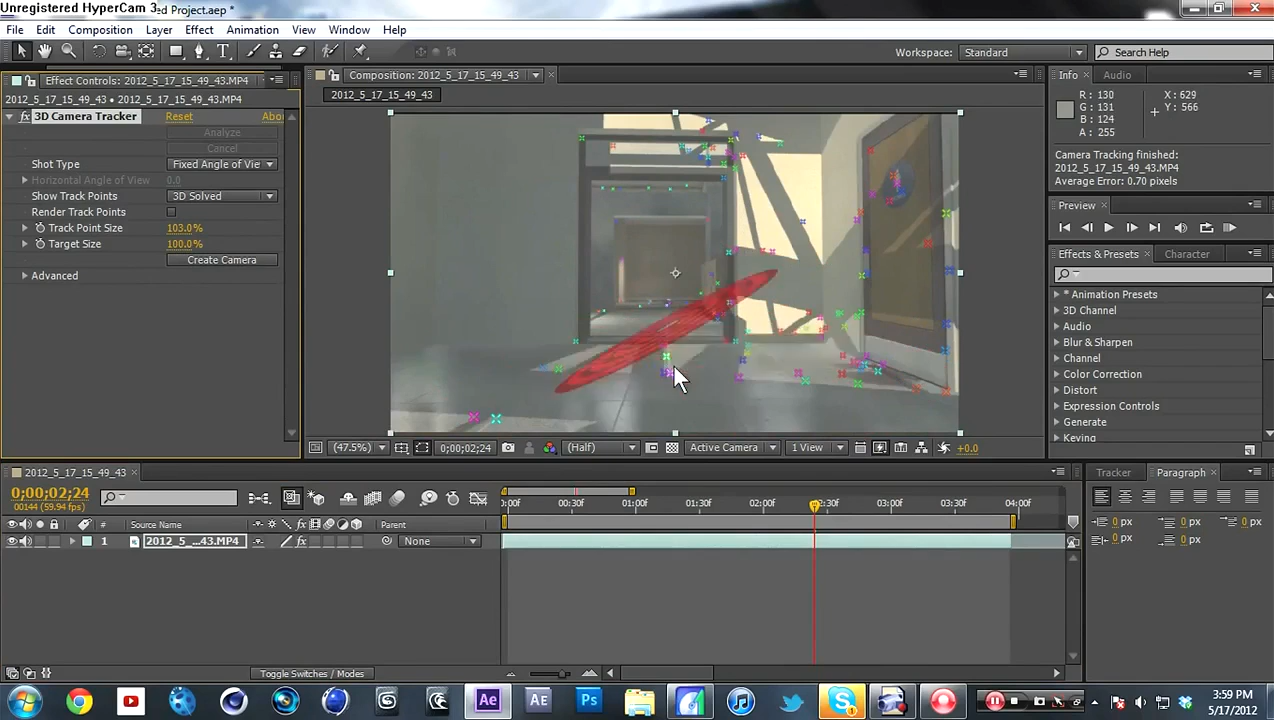 Unregistered HyperCam 3
ed Project.aep *
File Edit Composition Layer Effect Animation View Window Help
Workspace: Standard
Search Help
Effect Controls: 2012_5_17_15_49_43.MP4
2012_5_17_15_49_43 • 2012_5_17_15_49_43.MP4
fx 3D Camera Tracker Reset Abo
Analyze
Cancel
Shot Type Fixed Angle of Vie
Horizontal Angle of View 0.0
Show Track Points 3D Solved
Render Track Points
Track Point Size 103.0%
Target Size 100.0%
Create Camera
Advanced
Composition: 2012_5_17_15_49_43
2012_5_17_15_49_43
(47.5%) 0;00;02;24 (Half) Active Camera 1 View +0.0
Info Audio
R : 130
G : 131
B : 124
A : 255
X : 629
Y : 566
Camera Tracking finished:
2012_5_17_15_49_43.MP4
Average Error: 0.70 pixels
Preview
Effects & Presets Character
* Animation Presets
3D Channel
Audio
Blur & Sharpen
Channel
Color Correction
Distort
Expression Controls
Generate
Keying
2012_5_17_15_49_43
0;00;02;24
00144 (59.94 fps)
:00f 00:30f 01:00f 01:30f 02:00f 02:30f 03:00f 03:30f 04:00f
# Source Name Parent
1 2012_5_...43.MP4 None
Toggle Switches / Modes
Tracker Paragraph
0 px 0 px 0 px
0 px 0 px
Ae AE Ps
3:59 PM
5/17/2012